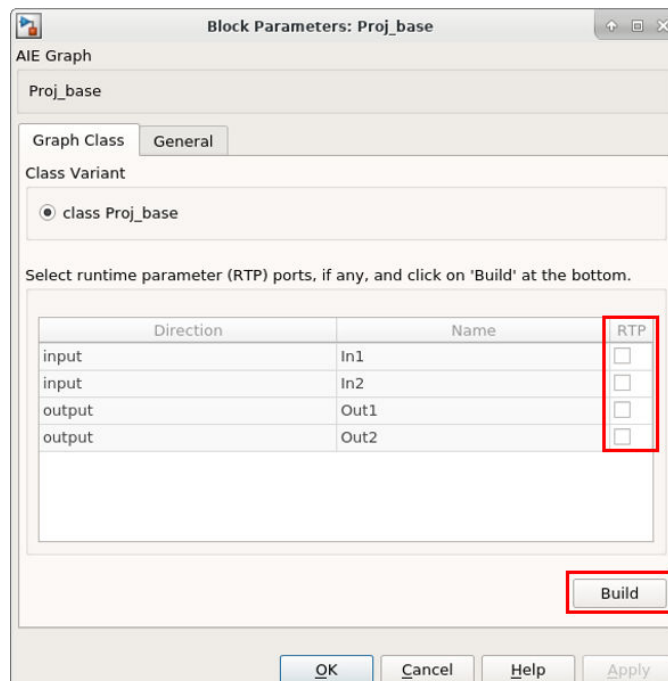 Block Parameters: Proj_base
AIE Graph
Proj_base
Graph Class General
Class Variant
class Proj_base
Select runtime parameter (RTP) ports, if any, and click on 'Build' at the bottom.
Direction Name RTP
input In1
input In2
output Out1
output Out2
Build
OK Cancel Help Apply